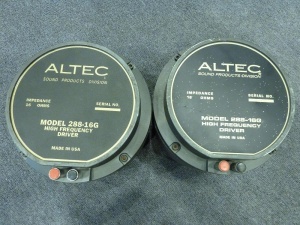 ALTEC
SOUND PRODUCTS DIVISION
IMPEDANCE
OHMS
SERIAL NO.
MODEL 288-16G
HIGH FREQUENCY
DRIVER
MADE IN USA
ALTEC
SOUND PRODUCTS DIVISION
IMPEDANCE
OHMS
SERIAL NO.
MODEL 288-16G
HIGH FREQUENCY
DRIVER
MADE IN USA